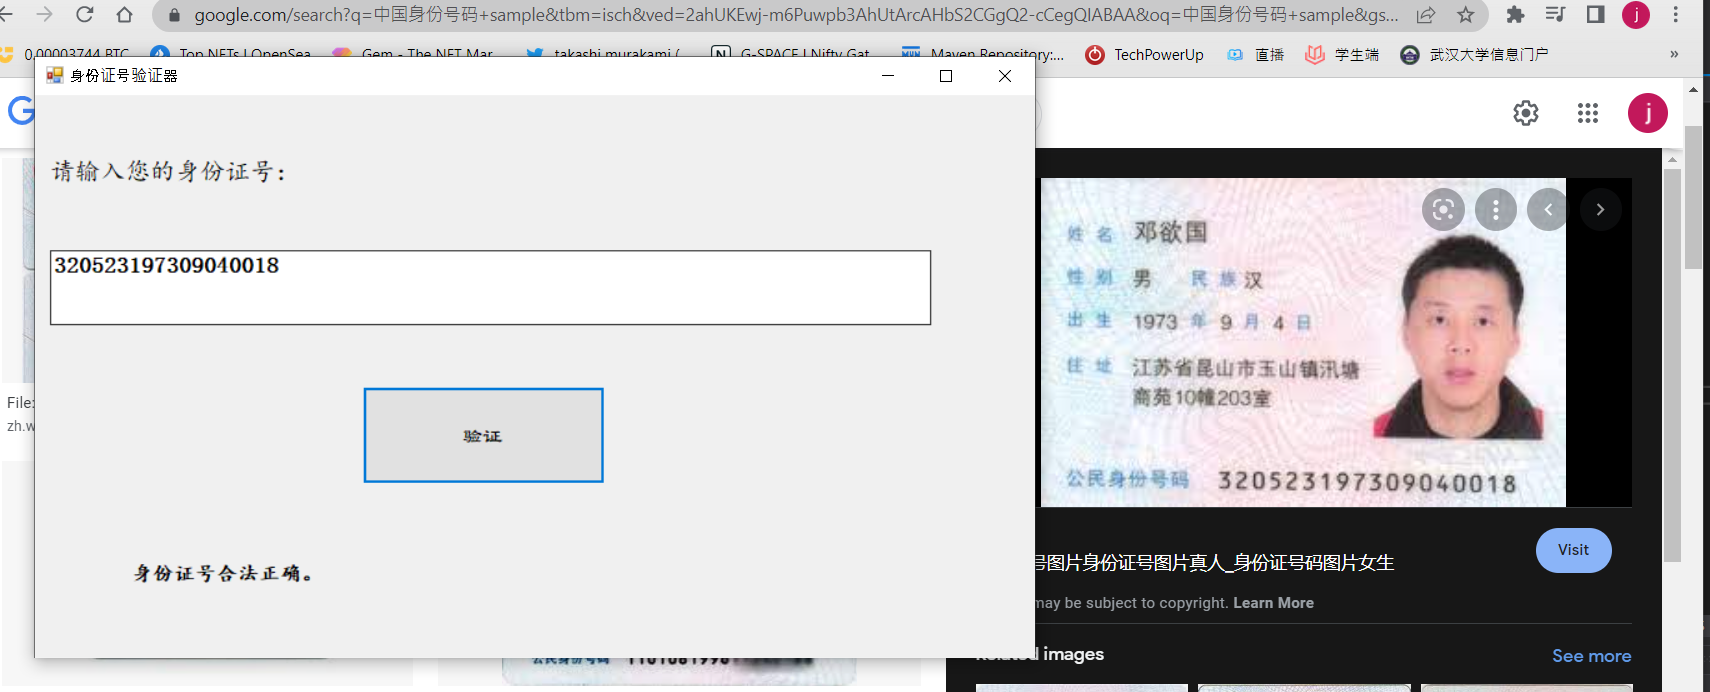 google.com/search?q=中国身份号码+sample&tbm=isch&ved=2ahUKEwj-m6Puwpb3AhUtArcAHbS2CGgQ2-cCegQIABAA&oq=中国身份号码+sample&gs...
j
0.00003744 BTC
Top NFTs | OpenSea
Gem - The NFT Mar
takashi murakami (
G-SPACE | Nifty Gat
Maven Repository:...
TechPowerUp
直播
学生端
武汉大学信息门户
»
身份证号验证器
j
请输入您的身份证号：
320523197309040018
验证
身份证号合法正确。
File:
zh.w
姓名 邓欲国
性别 男 民族 汉
出生 1973 年 9 月 4 日
住址 江苏省昆山市玉山镇汛塘
商苑10幢203室
公民身份号码 320523197309040018
号图片身份证号图片真人_身份证号码图片女生
Visit
may be subject to copyright. Learn More
images
See more
公民身份号码